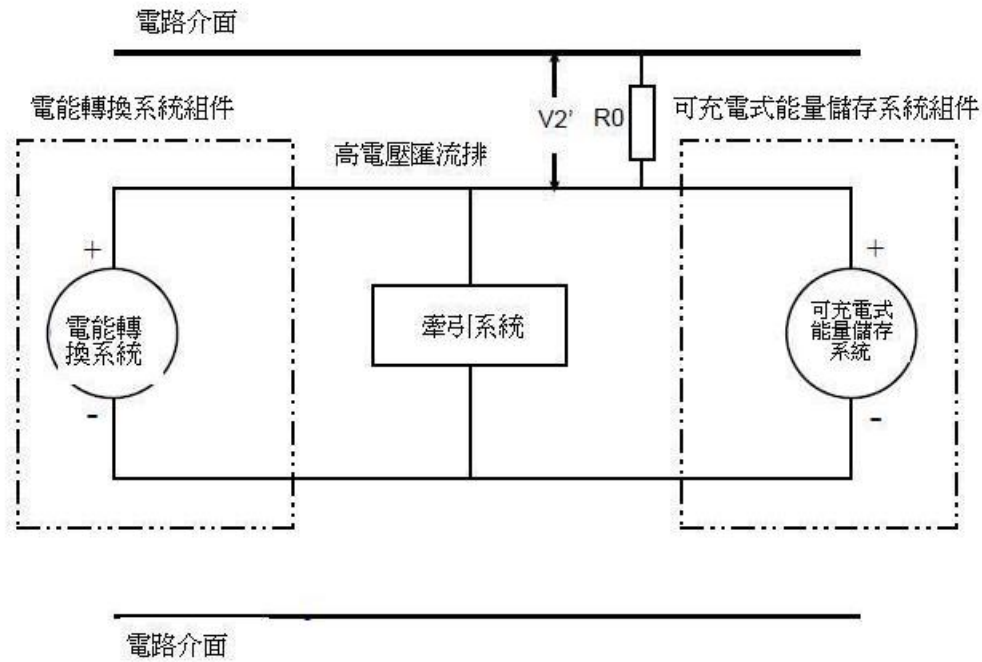 電路介面
電能轉換系統組件
V2' R0
可充電式能量儲存系統組件
高電壓匯流排
+
+
電能轉
換系統
牽引系統
可充電式
能量儲存
系統
-
-
電路介面